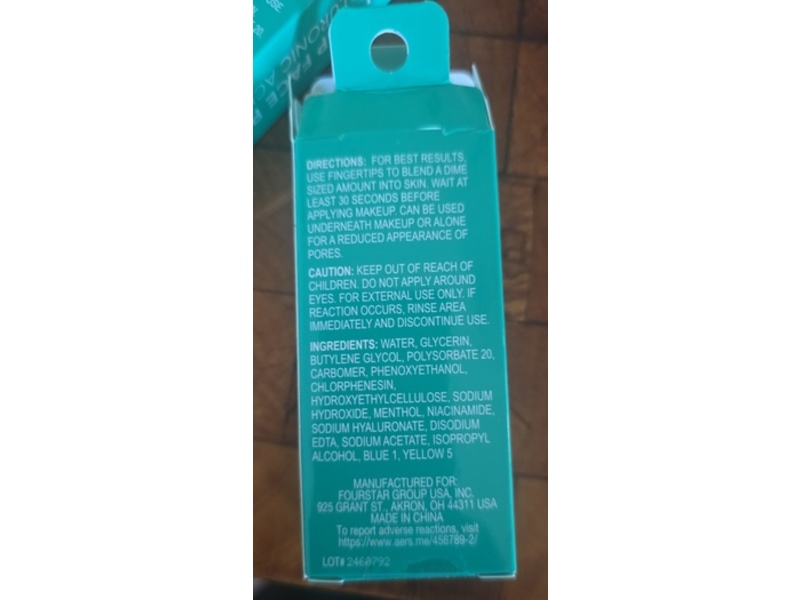 USE
20.
LURONIC ACI
P FACE P
DIRECTIONS: FOR BEST RESULTS,
USE FINGERTIPS TO BLEND A DIME
SIZED AMOUNT INTO SKIN. WAIT AT
LEAST 30 SECONDS BEFORE
APPLYING MAKEUP. CAN BE USED
UNDERNEATH MAKEUP OR ALONE
FOR A REDUCED APPEARANCE OF
PORES.
CAUTION: KEEP OUT OF REACH OF
CHILDREN. DO NOT APPLY AROUND
EYES. FOR EXTERNAL USE ONLY. IF
REACTION OCCURS, RINSE AREA
IMMEDIATELY AND DISCONTINUE USE.
INGREDIENTS: WATER, GLYCERIN,
BUTYLENE GLYCOL, POLYSORBATE 20,
CARBOMER, PHENOXYETHANOL,
CHLORPHENESIN,
HYDROXYETHYLCELLULOSE, SODIUM
HYDROXIDE, MENTHOL, NIACINAMIDE,
SODIUM HYALURONATE, DISODIUM
EDTA, SODIUM ACETATE, ISOPROPYL
ALCOHOL, BLUE 1, YELLOW 5
MANUFACTURED FOR:
FOURSTAR GROUP USA, INC.
925 GRANT ST., AKRON, OH 44311 USA
MADE IN CHINA
To report adverse reactions, visit
https://www.aers.me/456789-2/
LOT# 2460792